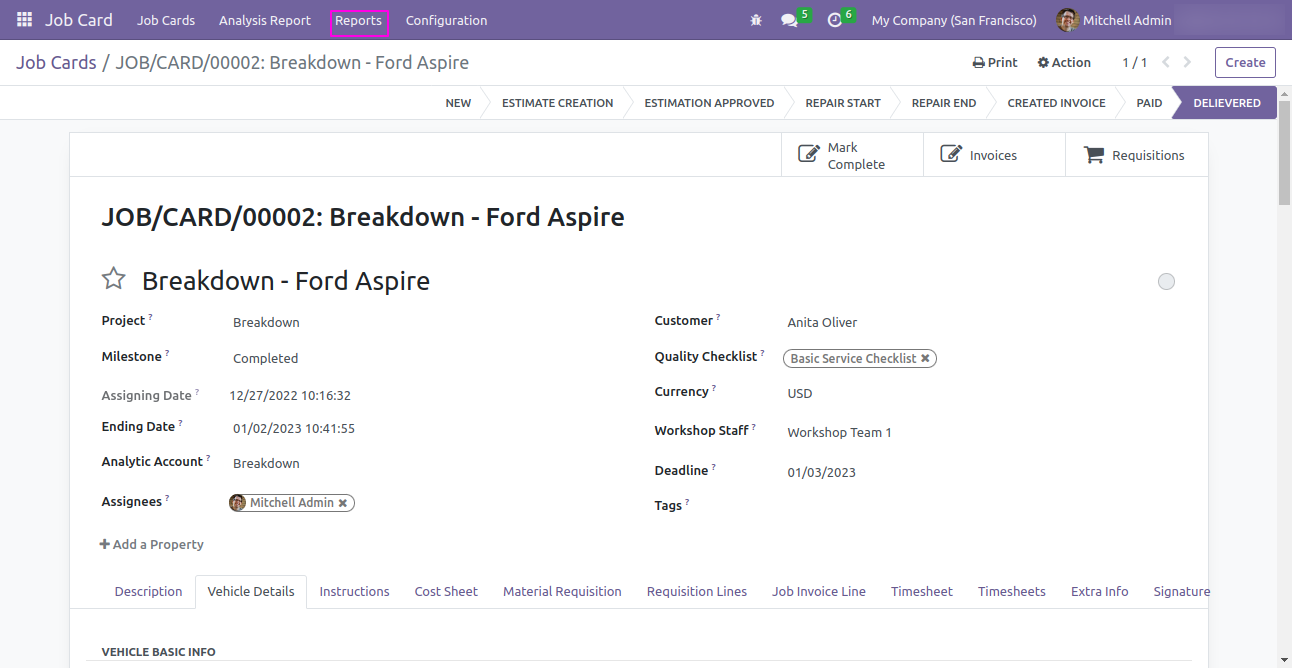 Job Card Job Cards Analysis Report Reports Configuration 5 6 My Company (San Francisco) Mitchell Admin
Job Cards / JOB/CARD/00002: Breakdown - Ford Aspire Print Action 1 / 1 Create
NEW ESTIMATE CREATION ESTIMATION APPROVED REPAIR START REPAIR END CREATED INVOICE PAID DELIEVERED
Mark
Complete
Invoices
Requisitions
JOB/CARD/00002: Breakdown - Ford Aspire
Breakdown - Ford Aspire
Project ? Breakdown
Milestone ? Completed
Assigning Date ? 12/27/2022 10:16:32
Ending Date ? 01/02/2023 10:41:55
Analytic Account ? Breakdown
Assignees ? Mitchell Admin
Customer ? Anita Oliver
Quality Checklist ? Basic Service Checklist
Currency ? USD
Workshop Staff ? Workshop Team 1
Deadline ? 01/03/2023
Tags ?
Add a Property
Description Vehicle Details Instructions Cost Sheet Material Requisition Requisition Lines Job Invoice Line Timesheet Timesheets Extra Info Signature
VEHICLE BASIC INFO